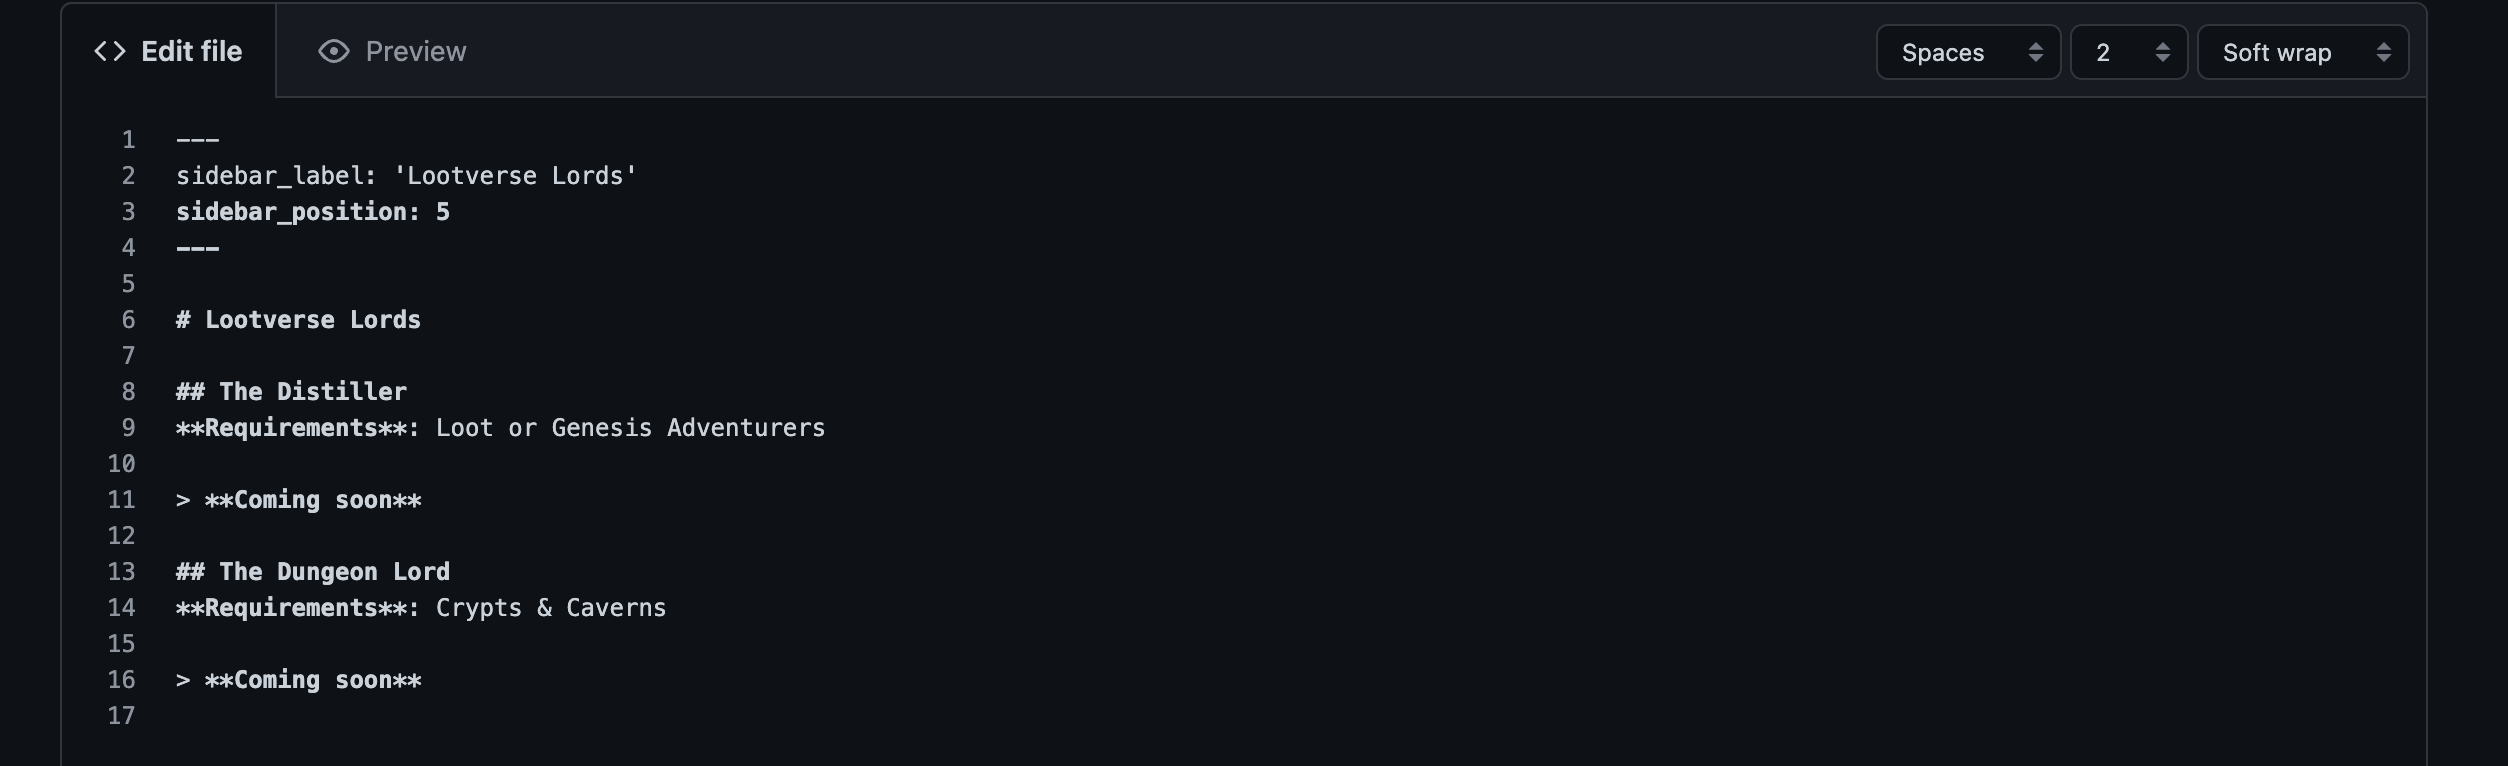 Edit file Preview Spaces 2 Soft wrap
1 ---
2 sidebar_label: 'Lootverse Lords'
3 sidebar_position: 5
4 ---
5
6 # Lootverse Lords
7
8 ## The Distiller
9 **Requirements**: Loot or Genesis Adventurers
10
11 > **Coming soon**
12
13 ## The Dungeon Lord
14 **Requirements**: Crypts & Caverns
15
16 > **Coming soon**
17